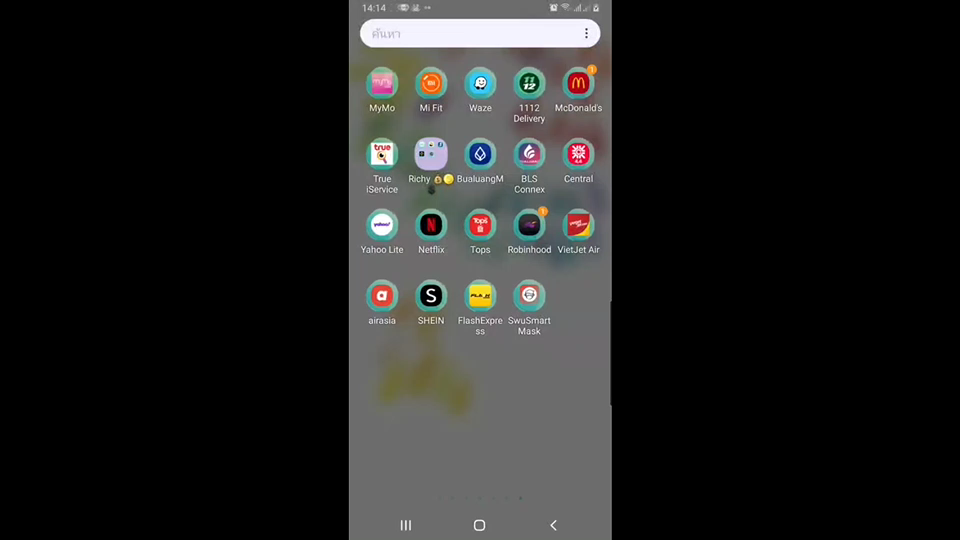 14:14
ค้นหา
MyMo
Mi Fit
Waze
1112
Delivery
McDonald's
True
iService
Richy
BualuangM
BLS
Connex
Central
Yahoo Lite
Netflix
Tops
Robinhood
VietJet Air
airasia
SHEIN
FlashExpre
ss
SwuSmart
Mask